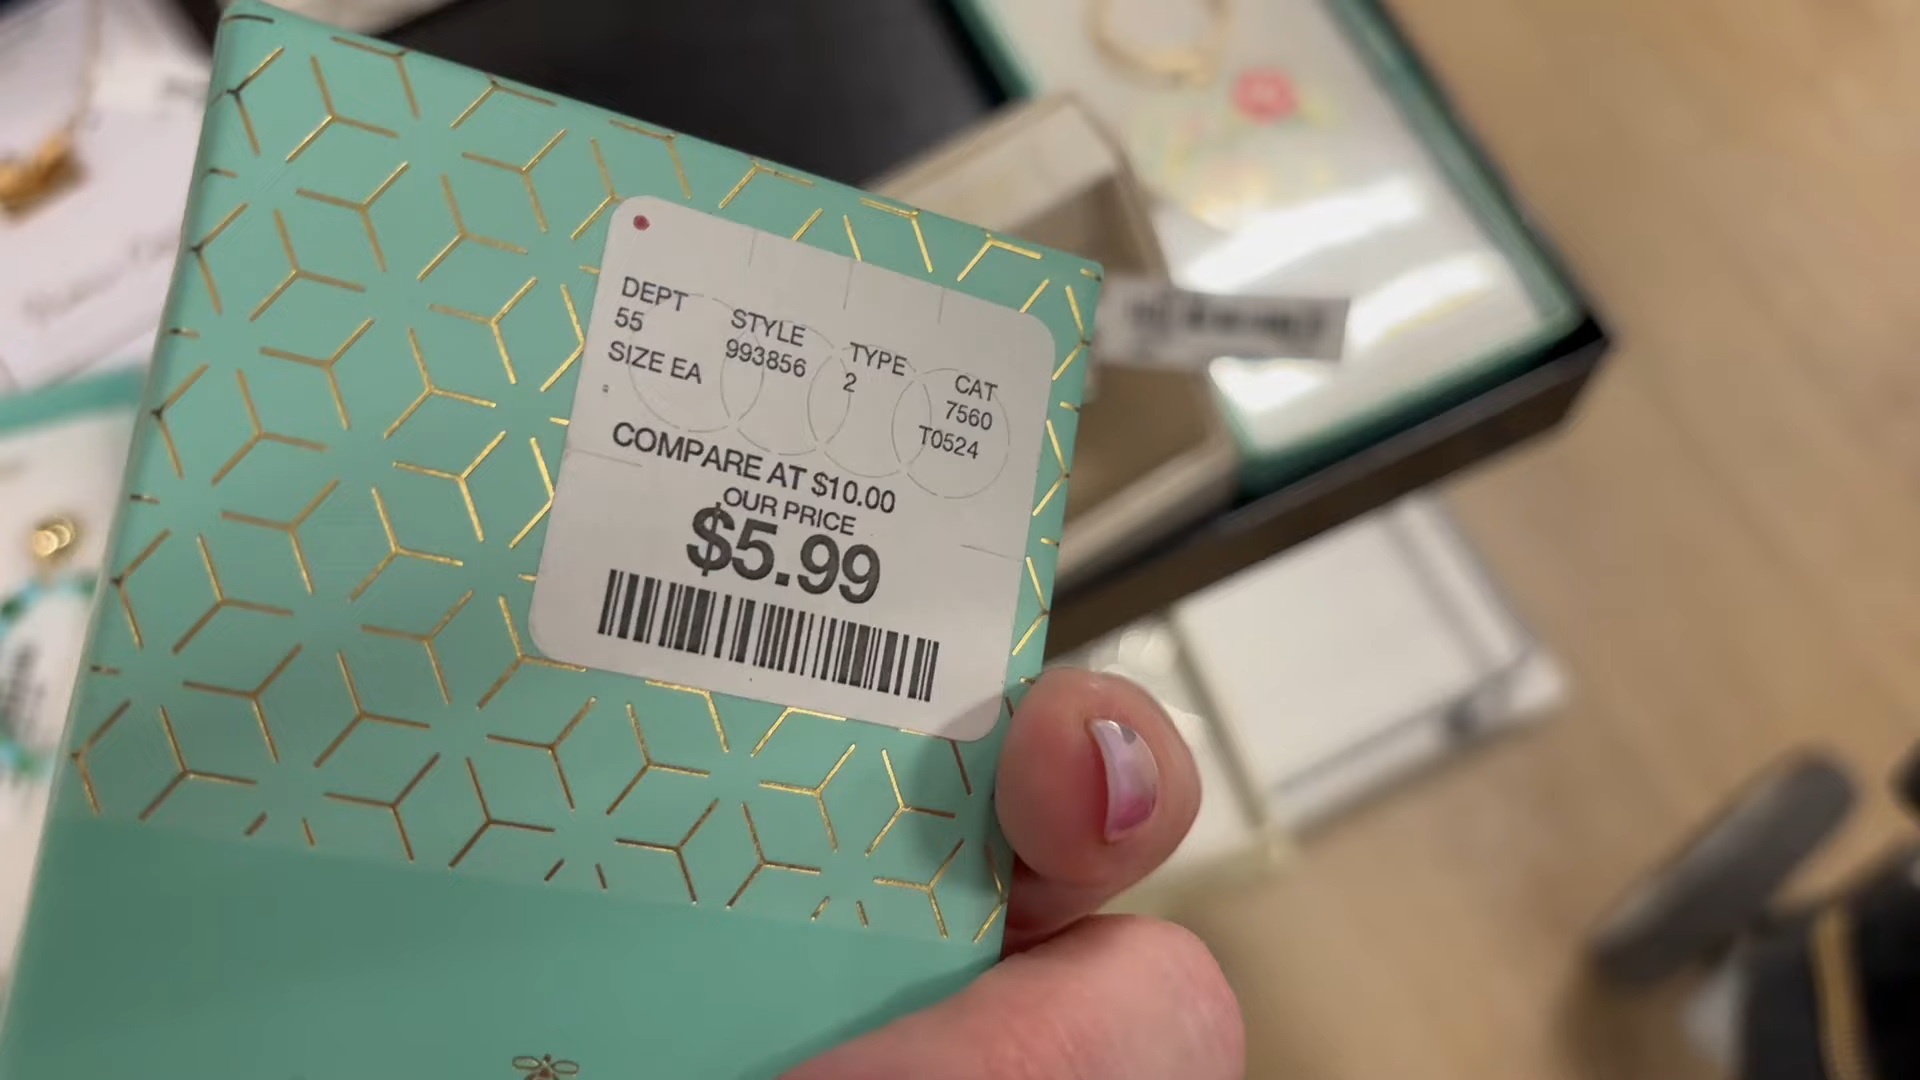 DEPT STYLE TYPE CAT
55 993856 2 7560
SIZE EA T0524
COMPARE AT $10.00
OUR PRICE
$5.99